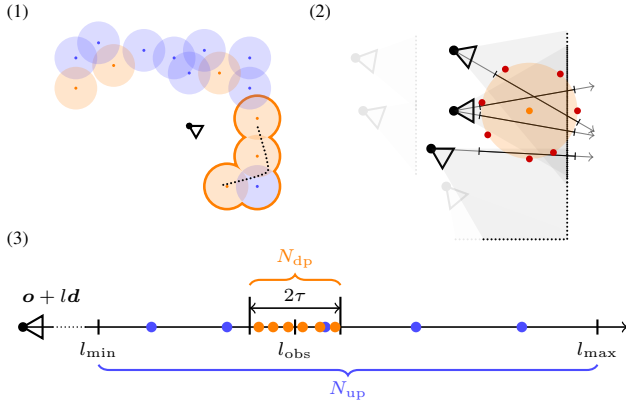 (1)
(2)
(3)
N_dp
2τ
o + ld
l_min
l_obs
l_max
N_up